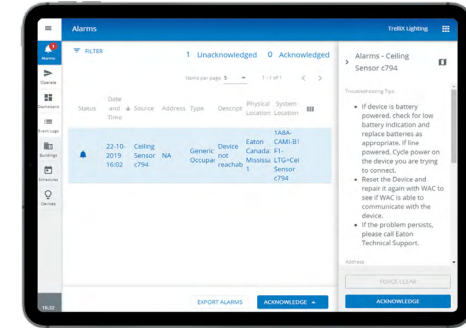 Alarms
Trellix Lighting
Alarms
Operate
Dashboard
Event Logs
Buildings
Schedules
Devices
16:32
FILTER
1 Unacknowledged 0 Acknowledged
Items per page 5 1 - 1 of 1
Date
Physical System
Status and Source Address Type Descript Location Location
Time
1A8A-
Eaton CAMI-B!
22-10- Ceiling Device Canada F1-
Generic not
2019 Sensor NA Mississa LTG>Cei
Occupar reachab
16:02 c794 1 Sensor
c794
EXPORT ALARMS ACKNOWLEDGE
Alarms - Ceiling
Sensor c794
Troubleshooting Tips:
• If device is battery
powered, check for low
battery indication and
replace batteries as
appropriate. If line
powered, Cycle power on
the device you are trying
to connect.
• Reset the Device and
repair it again with WAC to
see if WAC is able to
communicate with the
device.
• If the problem persists,
please call Eaton
Technical Support.
Address
FORCE CLEAR
ACKNOWLEDGE